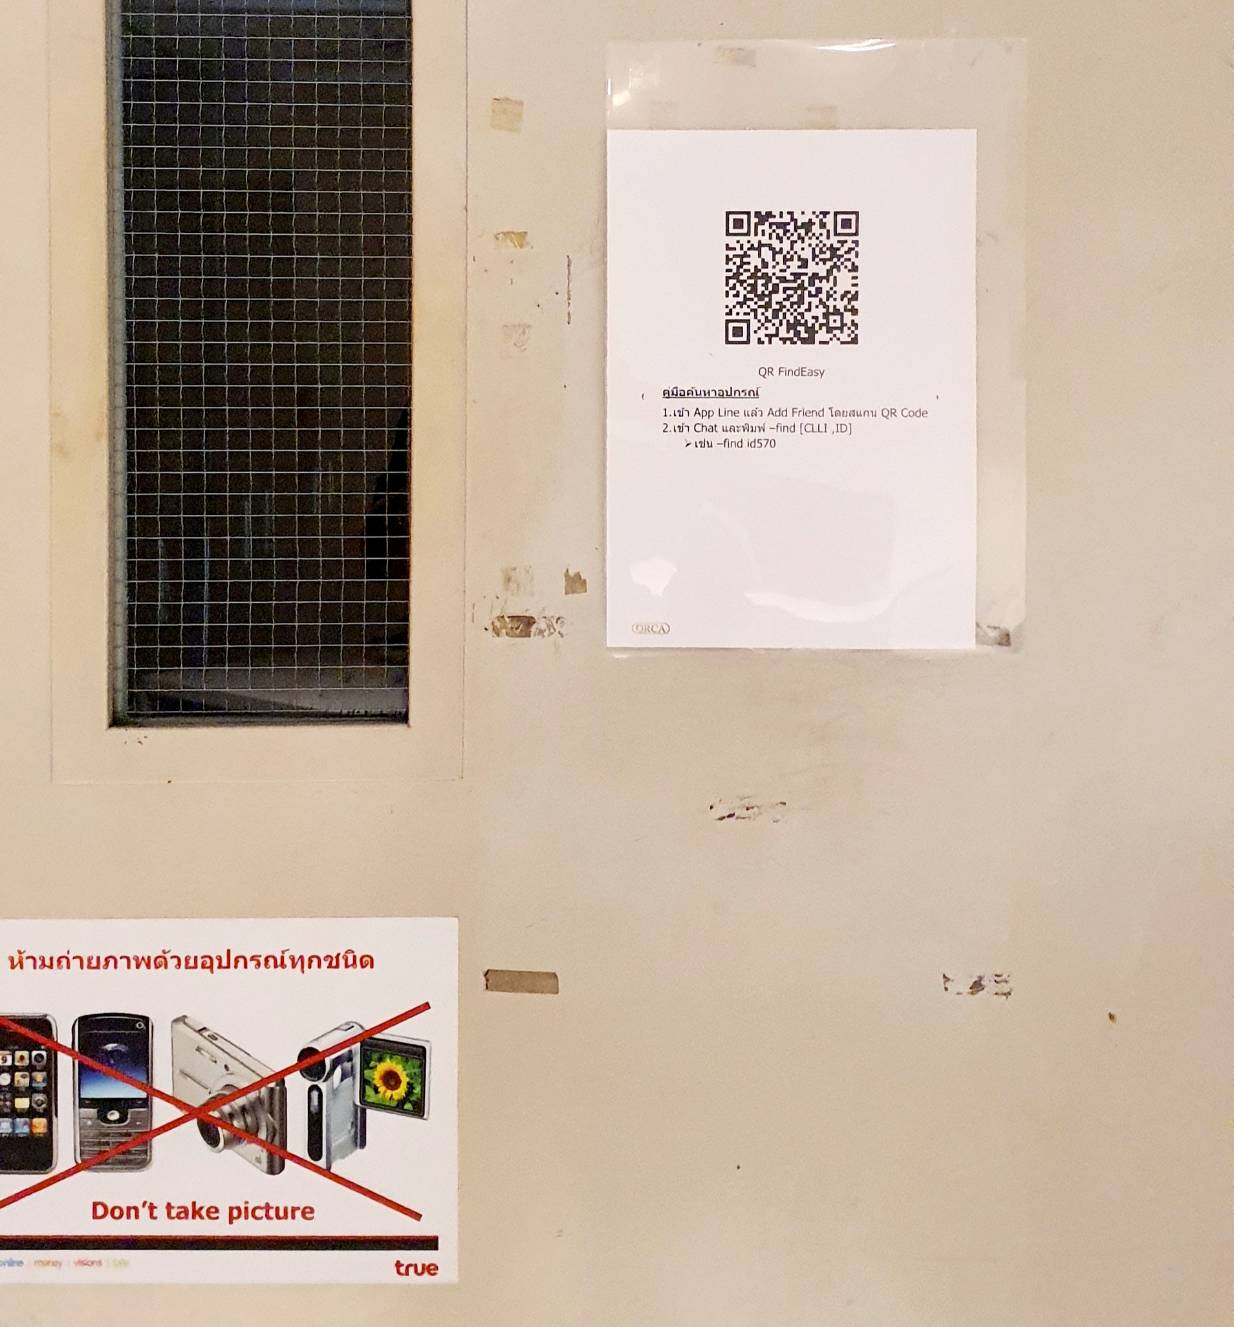 QR FindEasy
คู่มือค้นหาอุปกรณ์
1.เข้า App Line แล้ว Add Friend โดยสแกน QR Code
2.เข้า Chat และพิมพ์ –find [CLLI ,ID]
➢ เช่น –find id570
ORCA
ห้ามถ่ายภาพด้วยอุปกรณ์ทุกชนิด
Don't take picture
online money visions life
true